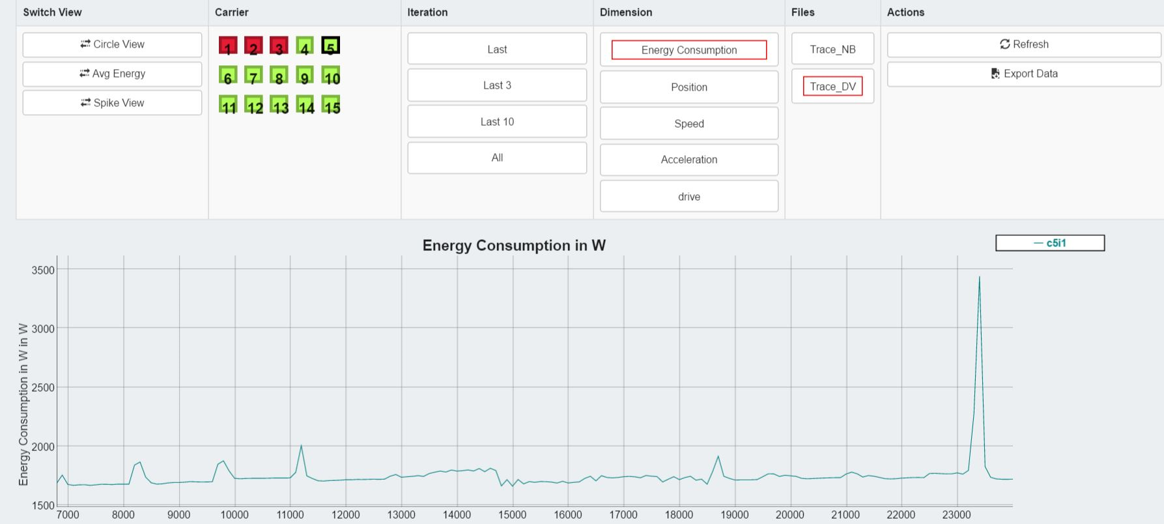 Switch View
Carrier
Iteration
Dimension
Files
Actions
Circle View
Avg Energy
Spike View
1 2 3 4 5
6 7 8 9 10
11 12 13 14 15
Last
Last 3
Last 10
All
Energy Consumption
Position
Speed
Acceleration
drive
Trace_NB
Trace_DV
Refresh
Export Data
Energy Consumption in W
c5i1
Energy Consumption in W in W
3500
3000
2500
2000
1500
7000 8000 9000 10000 11000 12000 13000 14000 15000 16000 17000 18000 19000 20000 21000 22000 23000